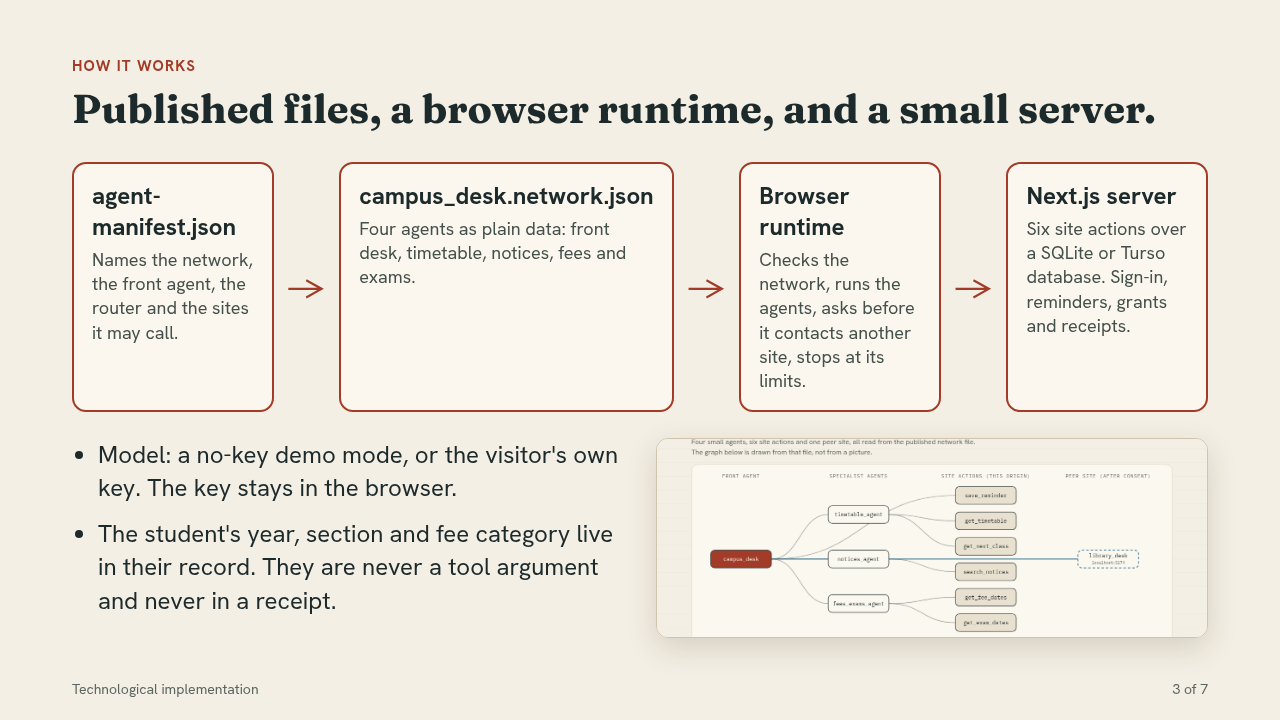 HOW IT WORKS
Published files, a browser runtime, and a small server.
agent-
manifest.json
Names the network,
the front agent, the
router and the sites
it may call.
campus_desk.network.json
Four agents as plain data: front
desk, timetable, notices, fees and
exams.
Browser
runtime
Checks the
network, runs the
agents, asks before
it contacts another
site, stops at its
limits.
Next.js server
Six site actions over
a SQLite or Turso
database. Sign-in,
reminders, grants
and receipts.
• Model: a no-key demo mode, or the visitor's own
key. The key stays in the browser.
• The student's year, section and fee category live
in their record. They are never a tool argument
and never in a receipt.
Four small agents, six site actions and one peer site, all read from the published network file.
The graph below is drawn from that file, not from a picture.
FRONT AGENT
SPECIALIST AGENTS
SITE ACTIONS (THIS ORIGIN)
PEER SITE (AFTER CONSENT)
campus_desk
timetable_agent
notices_agent
fees_exams_agent
save_reminder
get_timetable
get_next_class
search_notices
get_fee_dates
get_exam_dates
library_desk
Technological implementation
3 of 7